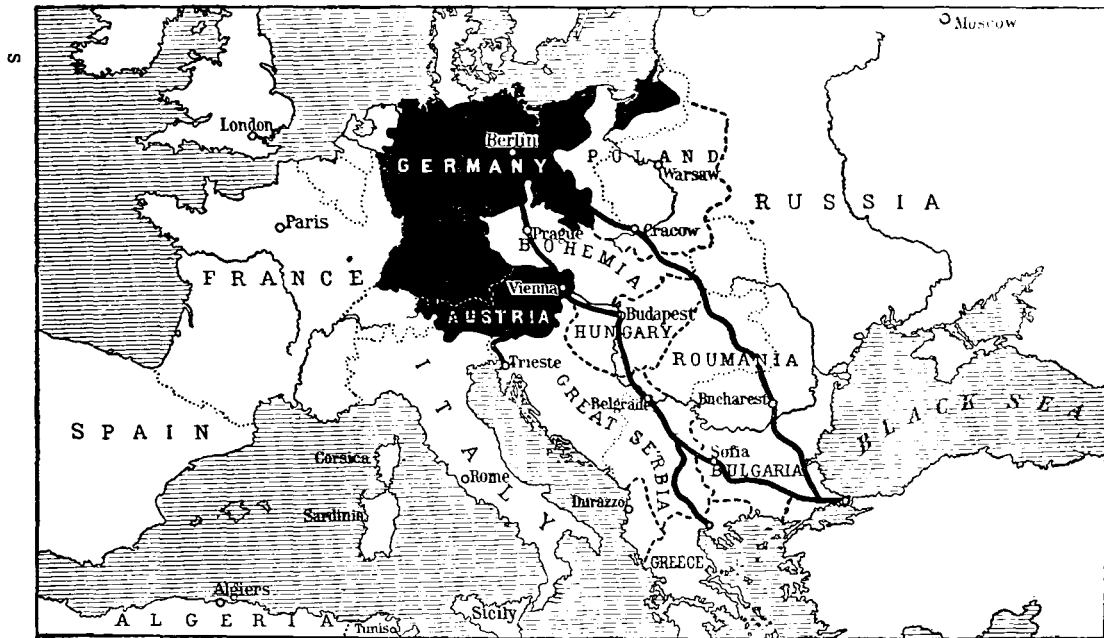 S
Moscow
London
Berlin
GERMANY
POLAND
Warsaw
RUSSIA
Paris
Prague
BOHEMIA
Cracow
FRANCE
Vienna
AUSTRIA
Budapest
HUNGARY
ROUMANIA
Trieste
ITALY
GREAT SERBIA
Belgrade
Bucharest
BLACK SEA
SPAIN
Corsica
Rome
Sofia
BULGARIA
Sardinia
Durazzo
GREECE
Algiers
ALGERIA
Sicily
Tunis